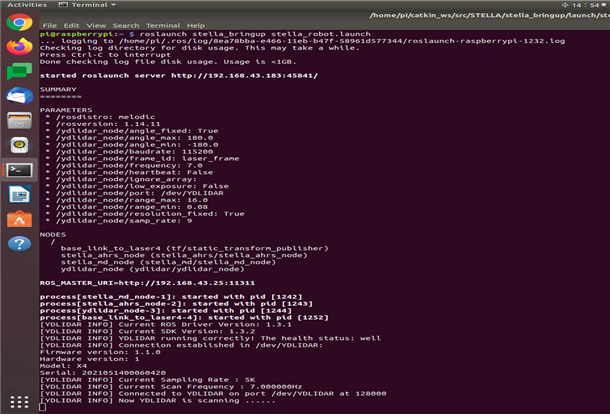 Activities Terminal 14 : 54
/home/pi/catkin_ws/src/STELLA/stella_bringup/launch/st
File Edit View Search Terminal Help
pi@raspberrypi:~ $ roslaunch stella_bringup stella_robot.launch
... logging to /home/pi/.ros/log/8ea78bba-e466-11eb-b47f-58961d577344/roslaunch-raspberrypi-1232.log
Checking log directory for disk usage. This may take a while.
Press Ctrl-C to interrupt
Done checking log file disk usage. Usage is <1GB.
started roslaunch server http://192.168.43.183:45841/
SUMMARY
========
PARAMETERS
* /rosdistro: melodic
* /rosversion: 1.14.11
* /ydlidar_node/angle_fixed: True
* /ydlidar_node/angle_max: 180.0
* /ydlidar_node/angle_min: -180.0
* /ydlidar_node/baudrate: 115200
* /ydlidar_node/frame_id: laser_frame
* /ydlidar_node/frequency: 7.0
* /ydlidar_node/heartbeat: False
* /ydlidar_node/ignore_array:
* /ydlidar_node/low_exposure: False
* /ydlidar_node/port: /dev/YDLIDAR
* /ydlidar_node/range_max: 16.0
* /ydlidar_node/range_min: 0.08
* /ydlidar_node/resolution_fixed: True
* /ydlidar_node/samp_rate: 9
NODES
/
base_link_to_laser4 (tf/static_transform_publisher)
stella_ahrs_node (stella_ahrs/stella_ahrs_node)
stella_md_node (stella_md/stella_md_node)
ydlidar_node (ydlidar/ydlidar_node)
ROS_MASTER_URI=http://192.168.43.25:11311
process[stella_md_node-1]: started with pid [1242]
process[stella_ahrs_node-2]: started with pid [1243]
process[ydlidar_node-3]: started with pid [1244]
process[base_link_to_laser4-4]: started with pid [1252]
[YDLIDAR INFO] Current ROS Driver Version: 1.3.1
[YDLIDAR INFO] Current SDK Version: 1.3.2
[YDLIDAR INFO] YDLIDAR running correctly! The health status: well
[YDLIDAR INFO] Connection established in /dev/YDLIDAR:
Firmware version: 1.1.0
Hardware version: 1
Model: X4
Serial: 2021051400060420
[YDLIDAR INFO] Current Sampling Rate : 5K
[YDLIDAR INFO] Current Scan Frequency : 7.000000Hz
[YDLIDAR INFO] Connected to YDLIDAR on port /dev/YDLIDAR at 128000
[YDLIDAR INFO] Now YDLIDAR is scanning ......